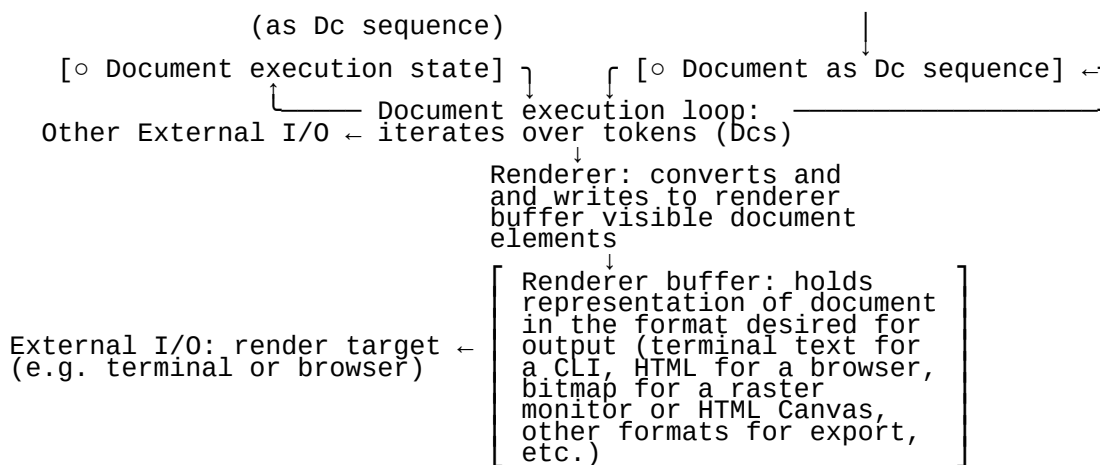 (as Dc sequence)
[○ Document execution state] ┐ ┌ [○ Document as Dc sequence] ←
Document execution loop:
Other External I/O ← iterates over tokens (Dcs)
↓
Renderer: converts and
and writes to renderer
buffer visible document
elements
↓
Renderer buffer: holds
representation of document
in the format desired for
External I/O: render target ← output (terminal text for
(e.g. terminal or browser) a CLI, HTML for a browser,
bitmap for a raster
monitor or HTML Canvas,
other formats for export,
etc.)